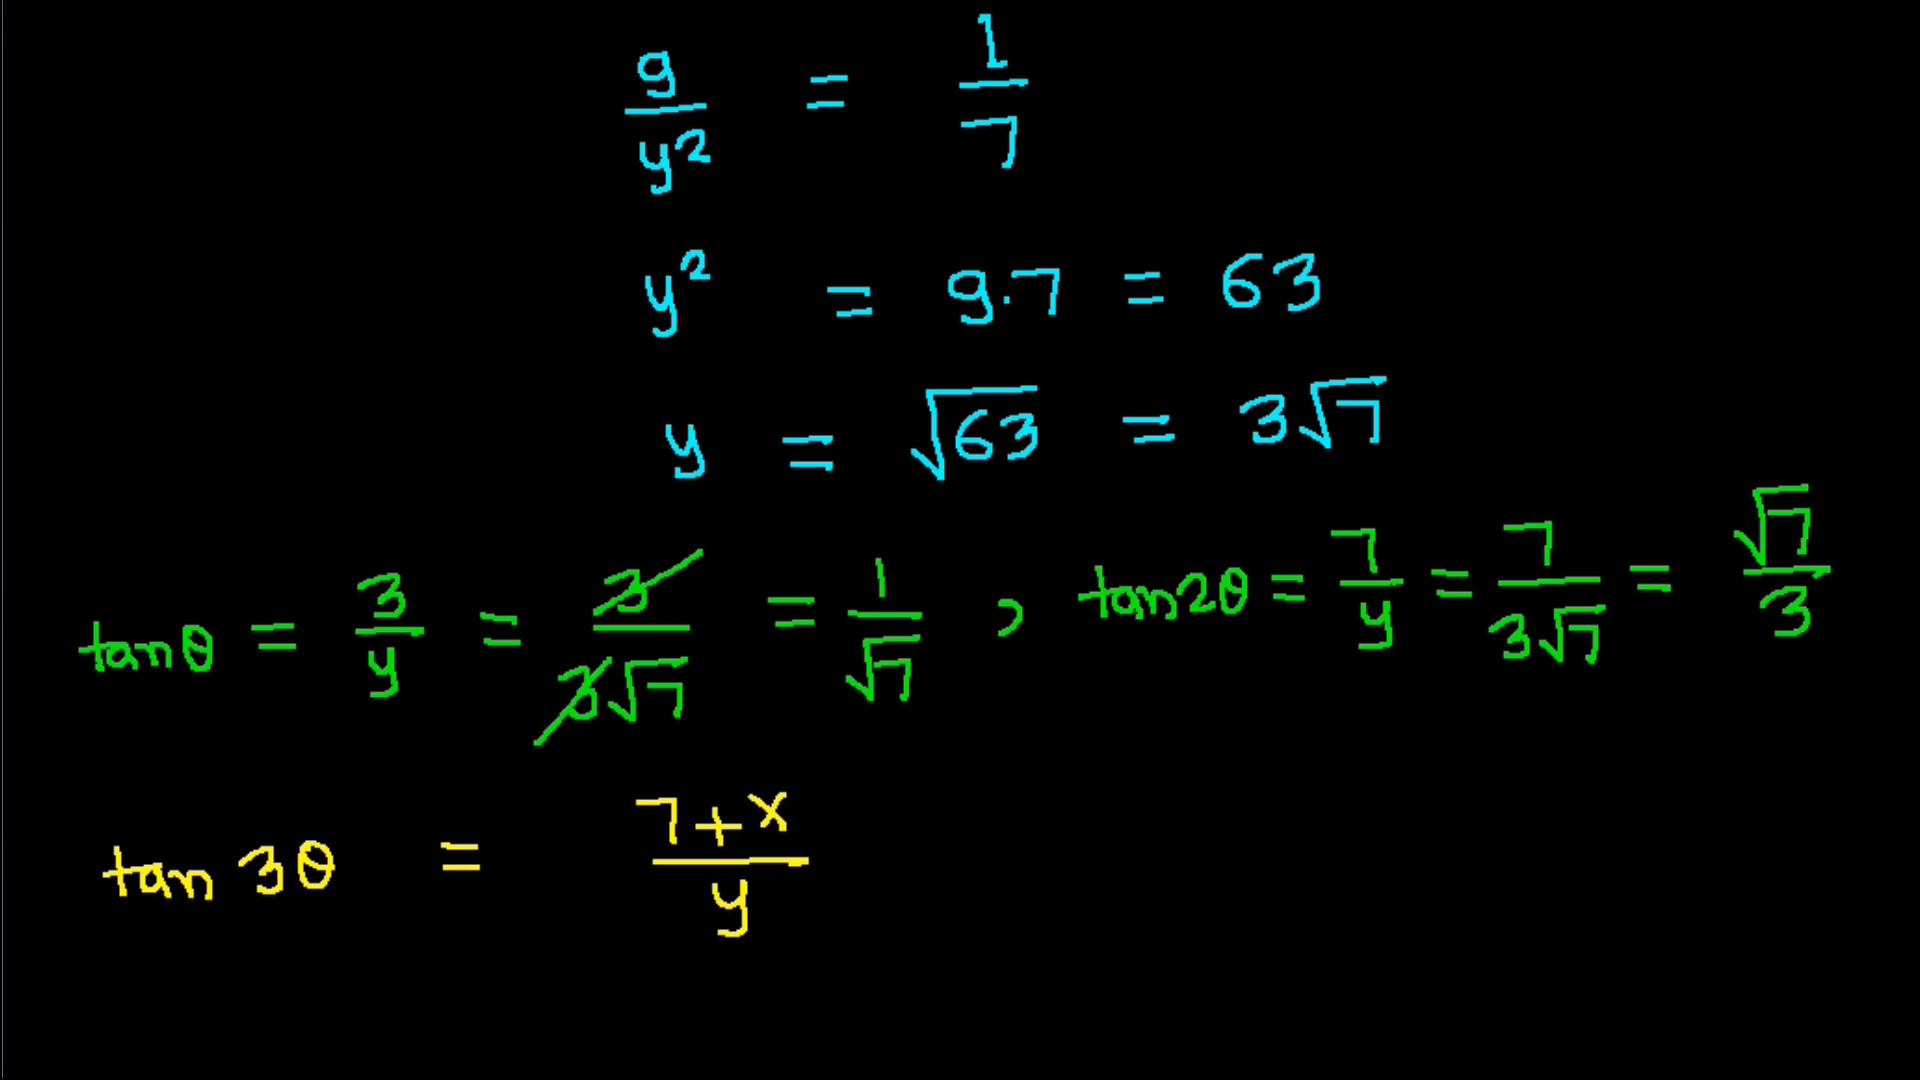 9/y² = 1/7
y² = 9.7 = 63
y = √63 = 3√7
tanθ = 3/y = 3/3√7 = 1/√7 , tan2θ = 7/y = 7/3√7 = √7/3
tan 3θ = 7+x/y